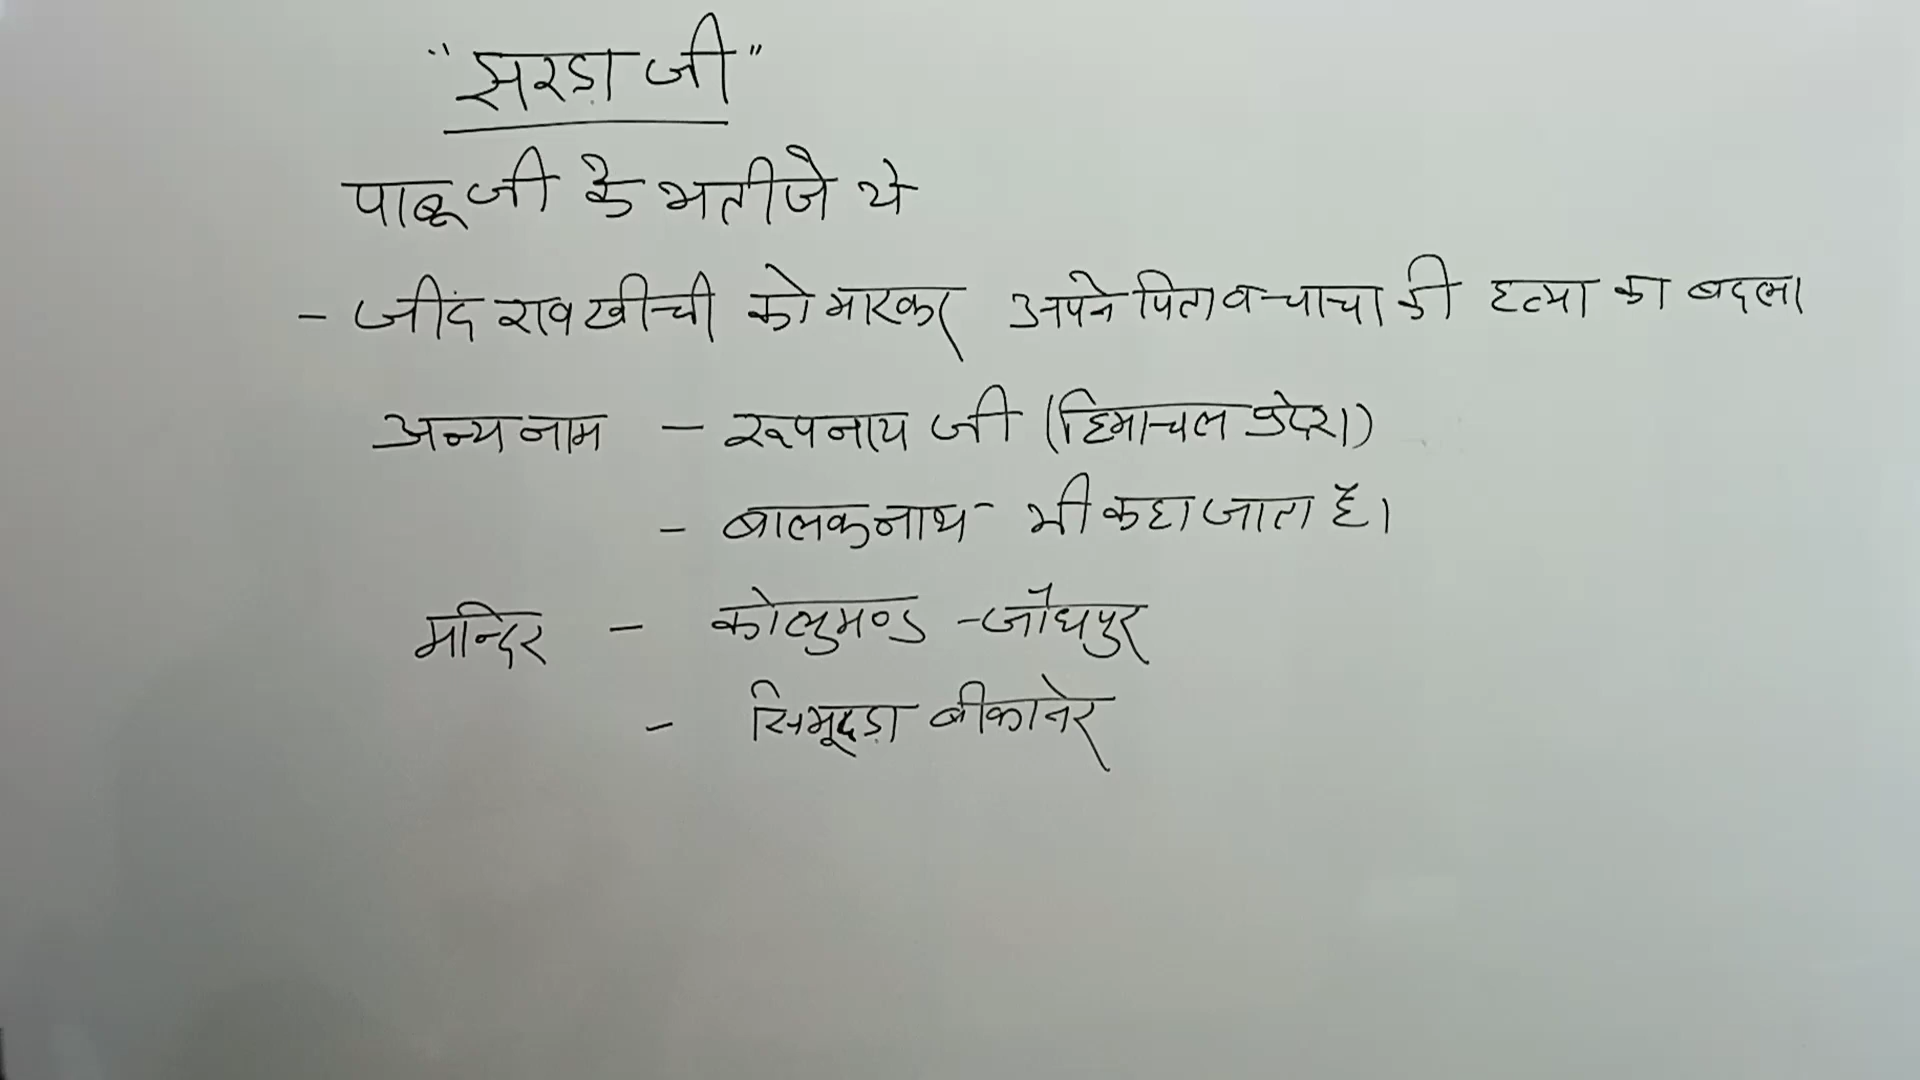 "झरड़ा जी"
पाबूजी के भतीजे थे
- जींद राव खींची को मारकर अपने पिता व चाचा की हत्या का बदला
अन्य नाम - रूपनाथ जी (हिमाचल प्रदेश)
- बालकनाथ भी कहा जाता है।
मन्दिर - कोलुमण्ड - जोधपुर
- सिंभूदड़ा बीकानेर